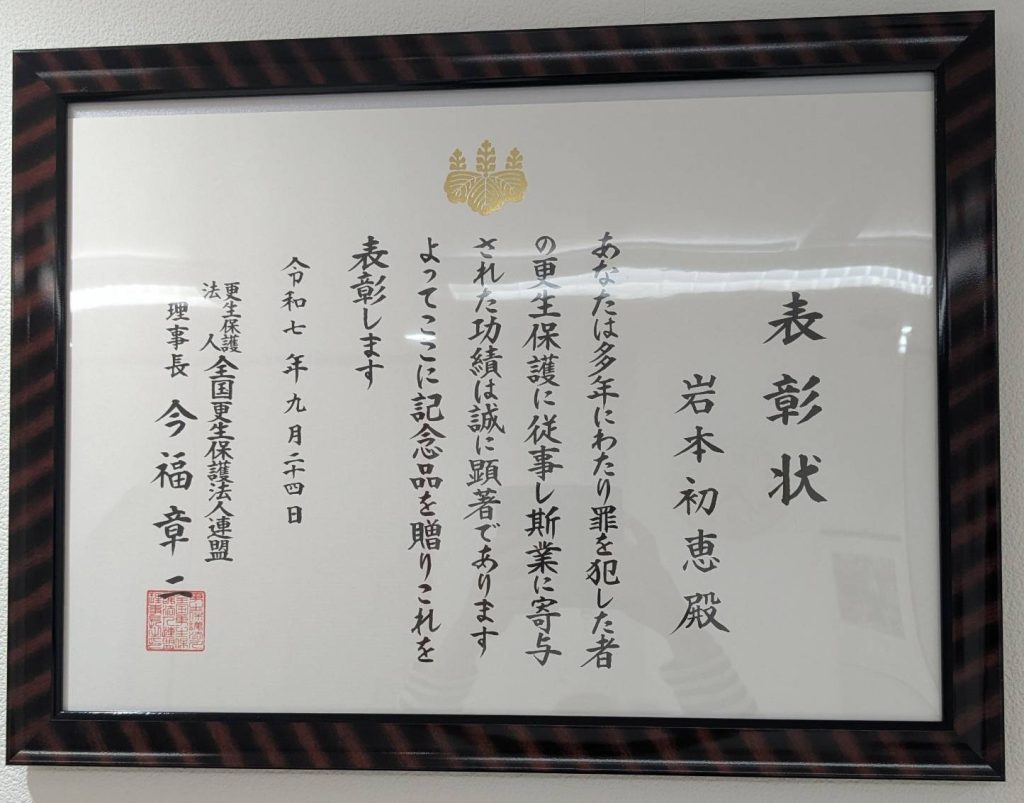 表彰状
岩本初恵殿
あなたは多年にわたり罪を犯した者
の更生保護に従事し斯業に寄与
された功績は誠に顕著であります
よってここに記念品を贈りこれを
表彰します
令和七年九月二十四日
更生保護法人全国更生保護法人連盟
理事長今福章二